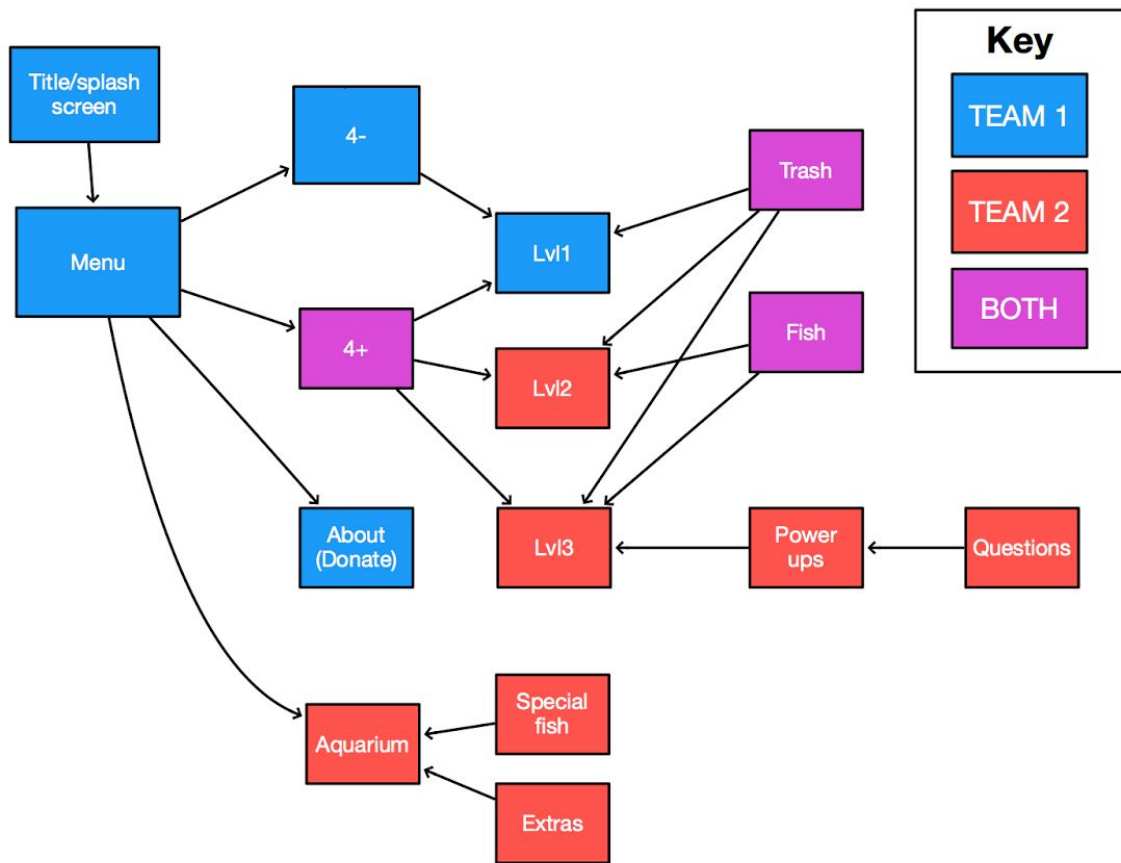 Key
Title/splash
screen
TEAM 1
4-
Trash
TEAM 2
Menu
Lvl1
BOTH
4+
Fish
Lvl2
About
(Donate)
Lvl3
Power
ups
Questions
Special
fish
Aquarium
Extras